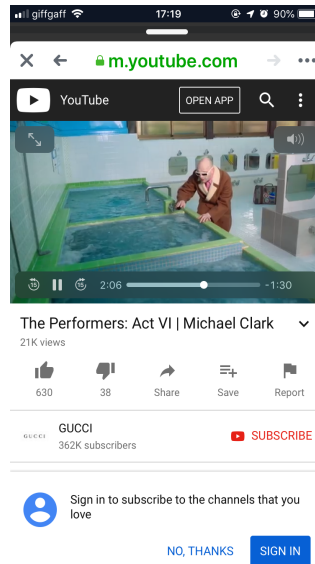 giffgaff 17:19 90%
m.youtube.com
YouTube OPEN APP
15 15 2:06 -1:30
The Performers: Act VI | Michael Clark
21K views
630 38 Share Save Report
GUCCI GUCCI
362K subscribers SUBSCRIBE
Sign in to subscribe to the channels that you
love
NO, THANKS SIGN IN